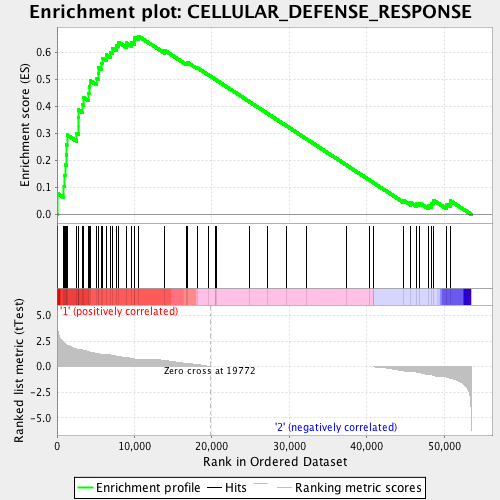 Enrichment plot: CELLULAR_DEFENSE_RESPONSE
Enrichment score (ES)
0.6
0.5
0.4
0.3
0.2
0.1
0.0
'1' (positively correlated)
Ranked list metric (tTest)
5.0
2.5
0.0
-2.5
-5.0
Zero cross at 19772
'2' (negatively correlated)
0 10,000 20,000 30,000 40,000 50,000
Rank in Ordered Dataset
Enrichment profile Hits Ranking metric scores